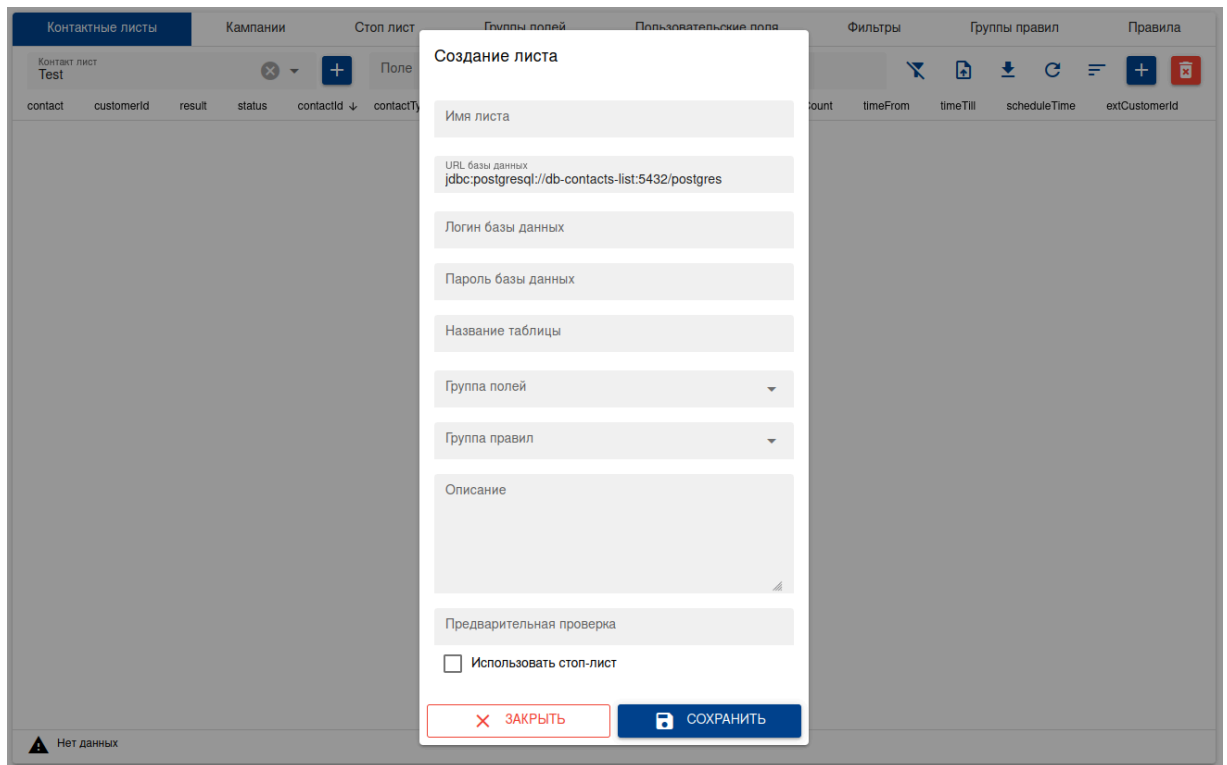 Контактные листы Кампании Стоп лист Группы полей Пользовательские поля Фильтры Группы правил Правила
Контакт лист
Test
Поле
contact customerId result status contactId timeFrom timeTill scheduleTime extCustomerId
Создание листа
Имя листа
URL базы данных
jdbc:postgresql://db-contacts-list:5432/postgres
Логин базы данных
Пароль базы данных
Название таблицы
Группа полей
Группа правил
Описание
Предварительная проверка
Использовать стоп-лист
ЗАКРЫТЬ СОХРАНИТЬ
Нет данных